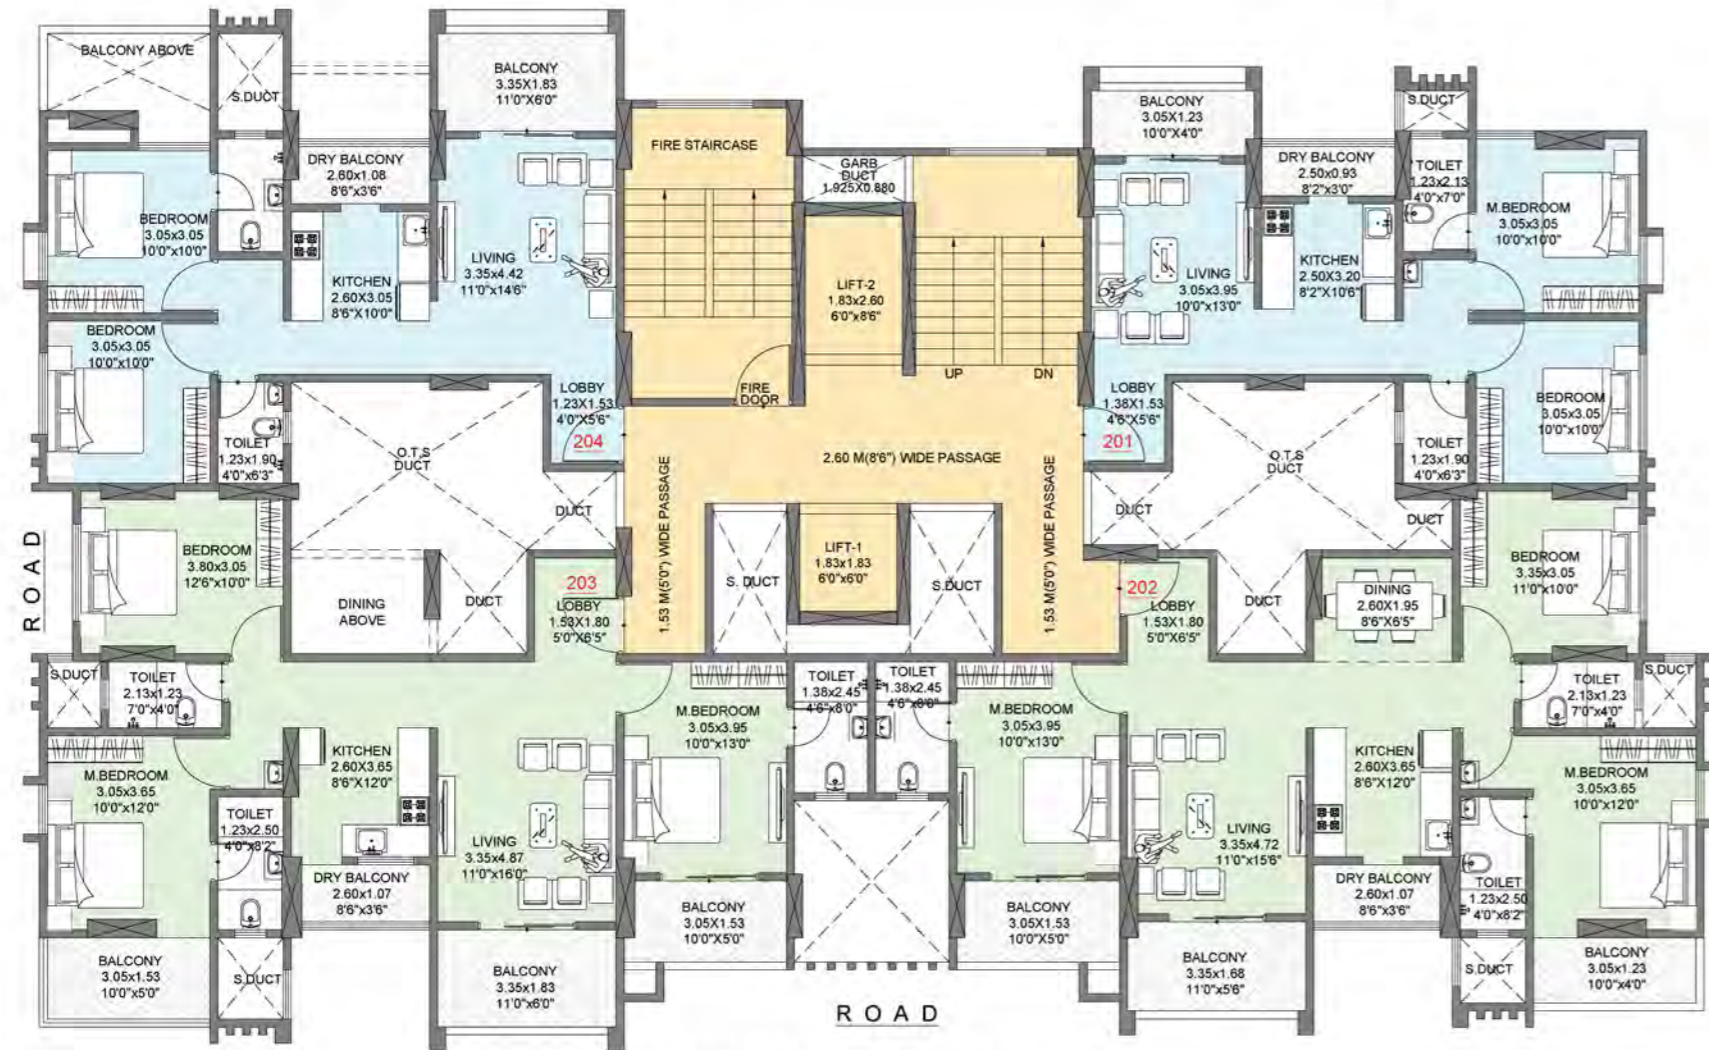 BALCONY ABOVE
S.DUCT
BALCONY
3.35X1.83
11'0"X6'0"
DRY BALCONY
2.60x1.08
8'6"x3'6"
BEDROOM
3.05x3.05
10'0"x10'0"
KITCHEN
2.60X3.05
8'6"X10'0"
LIVING
3.35x4.42
11'0"x14'6"
BEDROOM
3.05x3.05
10'0"x10'0"
TOILET
1.23x1.90
4'0"x6'3"
LOBBY
1.23X1.53
4'0"X5'6"
204
FIRE STAIRCASE
GARB
DUCT
1.925X0.880
LIFT-2
1.83x2.60
6'0"x8'6"
FIRE
DOOR
UP
DN
2.60 M(8'6") WIDE PASSAGE
1.53 M(5'0") WIDE PASSAGE
1.53 M(5'0") WIDE PASSAGE
LIFT-1
1.83x1.83
6'0"x6'0"
S. DUCT
S.DUCT
BALCONY
3.05X1.23
10'0"X4'0"
S.DUCT
DRY BALCONY
2.50x0.93
8'2"x3'0"
TOILET
1.23x2.13
4'0"x7'0"
M.BEDROOM
3.05x3.05
10'0"x10'0"
LIVING
3.05x3.95
10'0"x13'0"
KITCHEN
2.50X3.20
8'2"X10'6"
LOBBY
1.38X1.53
4'6"X5'6"
201
BEDROOM
3.05x3.05
10'0"x10'0"
TOILET
1.23x1.90
4'0"x6'3"
O.T.S
DUCT
DUCT
DINING
ABOVE
DUCT
O.T.S
DUCT
DUCT
DUCT
DUCT
ROAD
BEDROOM
3.80x3.05
12'6"x10'0"
203
LOBBY
1.53X1.80
5'0"X6'5"
S.DUCT
TOILET
2.13x1.23
7'0"x4'0"
M.BEDROOM
3.05x3.65
10'0"x12'0"
TOILET
1.23x2.50
4'0"x8'2"
KITCHEN
2.60X3.65
8'6"X12'0"
LIVING
3.35x4.87
11'0"x16'0"
DRY BALCONY
2.60x1.07
8'6"x3'6"
M.BEDROOM
3.05x3.95
10'0"x13'0"
TOILET
1.38x2.45
4'6"x8'0"
BALCONY
3.05x1.53
10'0"x5'0"
S.DUCT
BALCONY
3.35x1.83
11'0"x6'0"
BALCONY
3.05X1.53
10'0"X5'0"
202
LOBBY
1.53X1.80
5'0"X6'5"
DINING
2.60X1.95
8'6"X6'5"
BEDROOM
3.35x3.05
11'0"x10'0"
TOILET
1.38x2.45
4'6"x8'0"
M.BEDROOM
3.05x3.95
10'0"x13'0"
TOILET
2.13x1.23
7'0"x4'0"
S.DUCT
KITCHEN
2.60X3.65
8'6"X12'0"
M.BEDROOM
3.05x3.65
10'0"x12'0"
LIVING
3.35x4.72
11'0"x15'6"
DRY BALCONY
2.60x1.07
8'6"x3'6"
TOILET
1.23x2.50
4'0"x8'2"
BALCONY
3.05X1.53
10'0"X5'0"
BALCONY
3.35x1.68
11'0"x5'6"
S.DUCT
BALCONY
3.05x1.23
10'0"x4'0"
ROAD